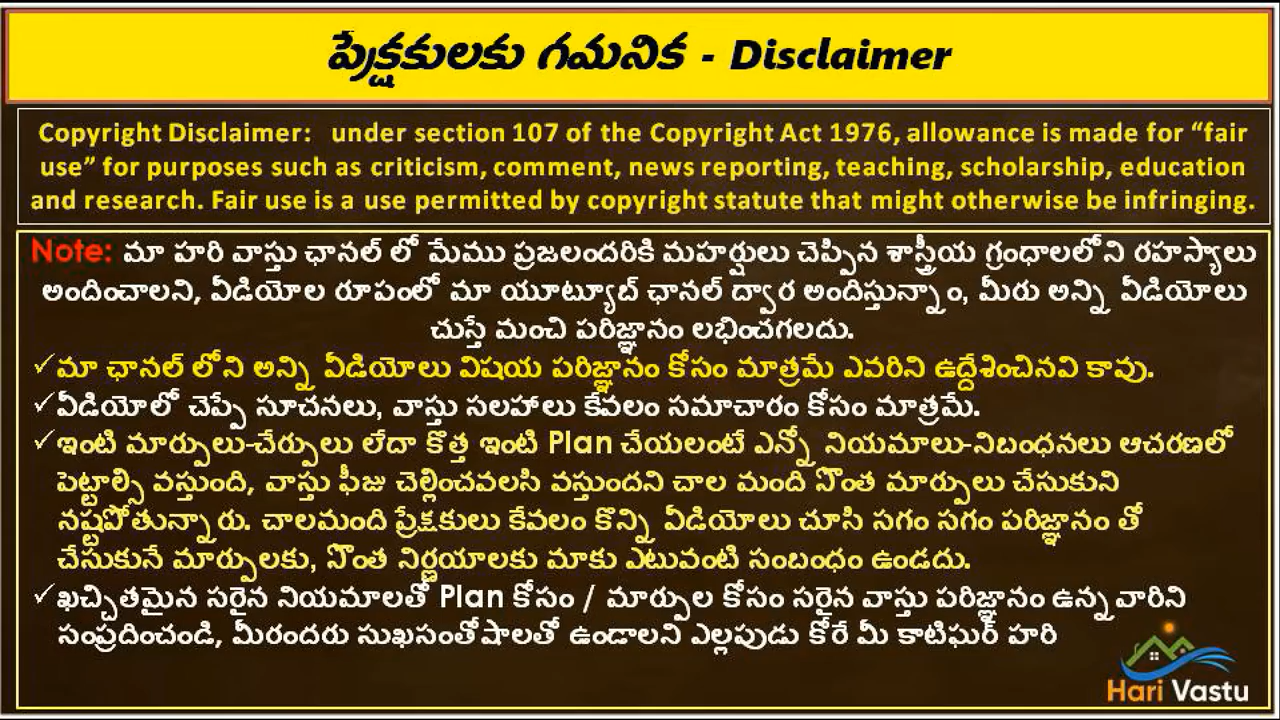 ప్రేక్షకులకు గమనిక - Disclaimer
Copyright Disclaimer: under section 107 of the Copyright Act 1976, allowance is made for “fair
use” for purposes such as criticism, comment, news reporting, teaching, scholarship, education
and research. Fair use is a use permitted by copyright statute that might otherwise be infringing.
Note: మా హరి వాస్తు ఛానల్ లో మేము ప్రజలందరికి మహర్షులు చెప్పిన శాస్త్రీయ గ్రంధాలలోని రహస్యాలు
అందించాలని, వీడియోల రూపంలో మా యూట్యూబ్ ఛానల్ ద్వార అందిస్తున్నాం, మీరు అన్ని వీడియోలు
చుస్తే మంచి పరిజ్ఞానం లభించగలదు.
✓మా ఛానల్ లోని అన్ని వీడియోలు విషయ పరిజ్ఞానం కోసం మాత్రమే ఎవరిని ఉద్దేశించినవి కావు.
✓వీడియోలో చెప్పే సూచనలు, వాస్తు సలహాలు కేవలం సమాచారం కోసం మాత్రమే.
✓ఇంటి మార్పులు-చేర్పులు లేదా కొత్త ఇంటి Plan చేయలంటే ఎన్నో నియమాలు-నిబంధనలు ఆచరణలో
పెట్టాల్సి వస్తుంది, వాస్తు ఫీజు చెల్లించవలసి వస్తుందని చాల మంది సొంత మార్పులు చేసుకుని
నష్టపోతున్నారు. చాలమంది ప్రేక్షకులు కేవలం కొన్ని వీడియోలు చూసి సగం సగం పరిజ్ఞానం తో
చేసుకునే మార్పులకు, సొంత నిర్ణయాలకు మాకు ఎటువంటి సంబంధం ఉండదు.
✓ఖచ్చితమైన సరైన నియమాలతో Plan కోసం / మార్పుల కోసం సరైన వాస్తు పరిజ్ఞానం ఉన్నవారిని
సంప్రదించండి, మీరందరు సుఖసంతోషాలతో ఉండాలని ఎల్లపుడు కోరే మీ కాటిఘర్ హరి
Hari Vastu